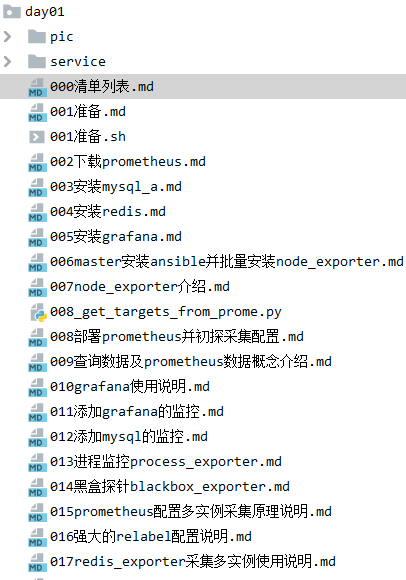 day01
pic
service
MD 000清单列表.md
MD 001准备.md
001准备.sh
MD 002下载prometheus.md
MD 003安装mysql_a.md
MD 004安装redis.md
MD 005安装grafana.md
MD 006master安装ansible并批量安装node_exporter.md
MD 007node_exporter介绍.md
008_get_targets_from_prome.py
MD 008部署prometheus并初探采集配置.md
MD 009查询数据及prometheus数据概念介绍.md
MD 010grafana使用说明.md
MD 011添加grafana的监控.md
MD 012添加mysql的监控.md
MD 013进程监控process_exporter.md
MD 014黑盒探针blackbox_exporter.md
MD 015prometheus配置多实例采集原理说明.md
MD 016强大的relabel配置说明.md
MD 017redis_exporter采集多实例使用说明.md